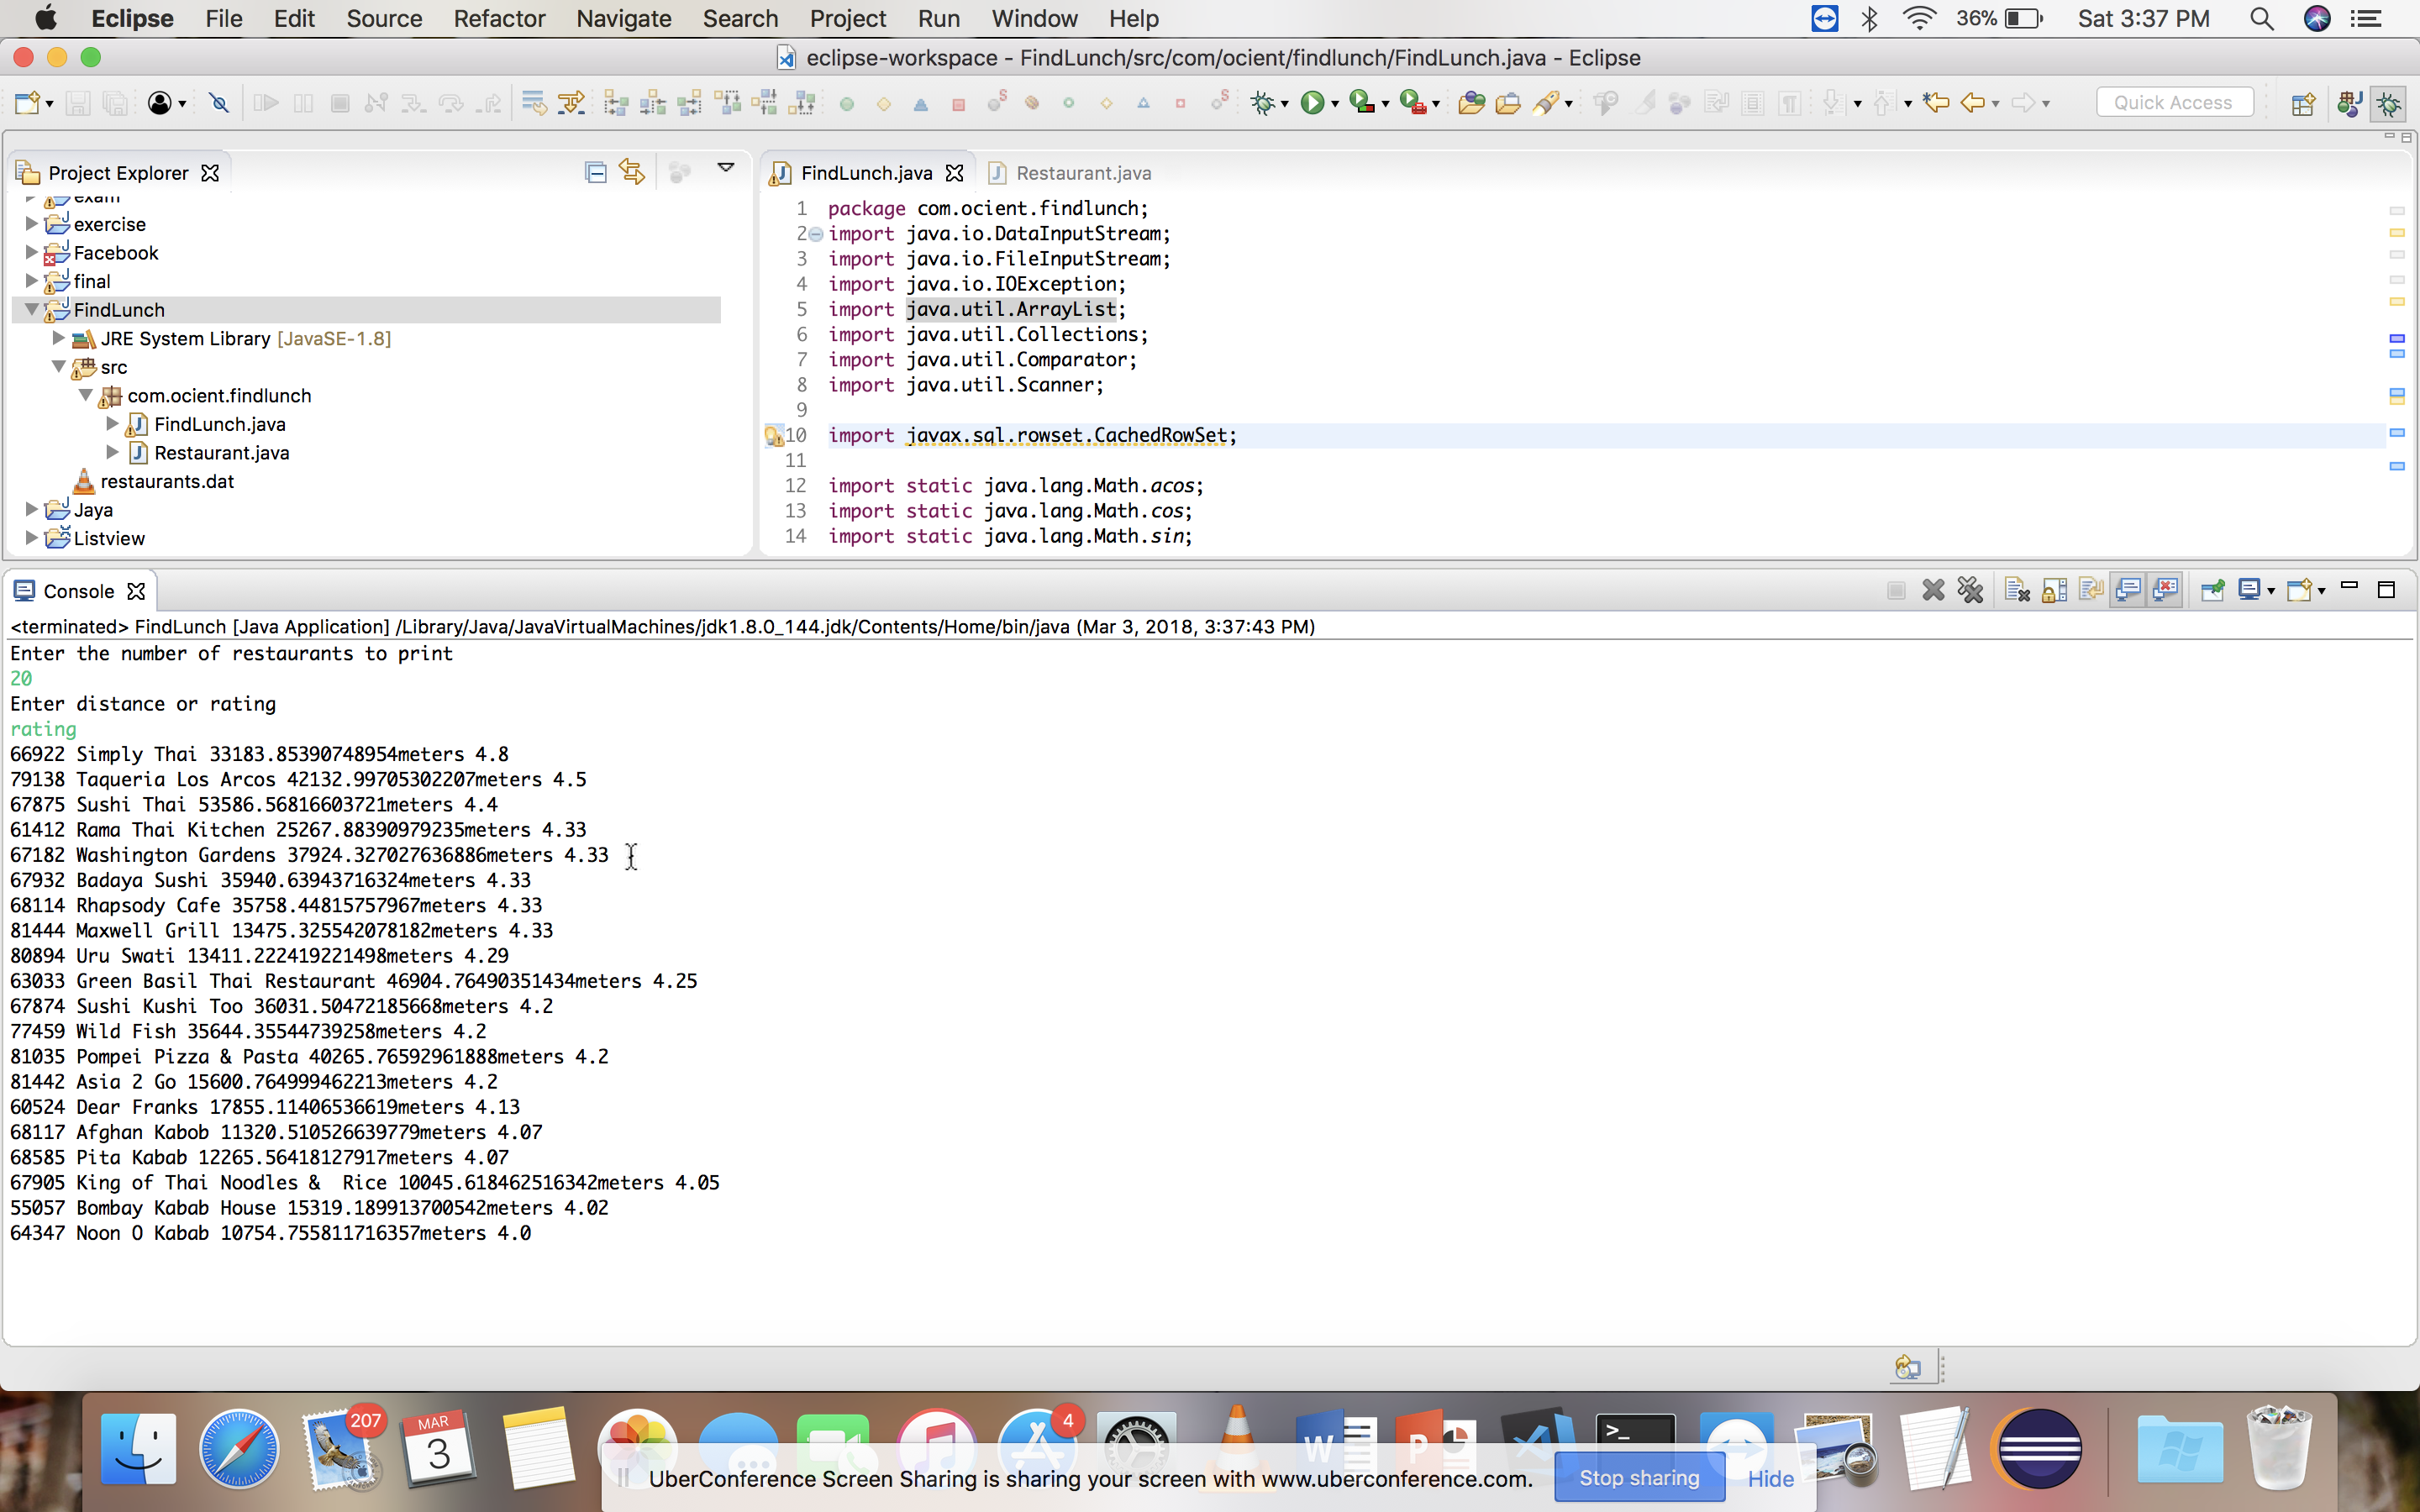 Eclipse File Edit Source Refactor Navigate Search Project Run Window Help 36% Sat 3:37 PM
eclipse-workspace - FindLunch/src/com/ocient/findlunch/FindLunch.java - Eclipse
Quick Access
Project Explorer
exam
exercise
Facebook
final
FindLunch
JRE System Library [JavaSE-1.8]
src
com.ocient.findlunch
FindLunch.java
Restaurant.java
restaurants.dat
Jaya
Listview
FindLunch.java Restaurant.java
1 package com.ocient.findlunch;
2 import java.io.DataInputStream;
3 import java.io.FileInputStream;
4 import java.io.IOException;
5 import java.util.ArrayList;
6 import java.util.Collections;
7 import java.util.Comparator;
8 import java.util.Scanner;
9
10 import javax.sql.rowset.CachedRowSet;
11
12 import static java.lang.Math.acos;
13 import static java.lang.Math.cos;
14 import static java.lang.Math.sin;
Console
<terminated> FindLunch [Java Application] /Library/Java/JavaVirtualMachines/jdk1.8.0_144.jdk/Contents/Home/bin/java (Mar 3, 2018, 3:37:43 PM)
Enter the number of restaurants to print
20
Enter distance or rating
rating
66922 Simply Thai 33183.85390748954meters 4.8
79138 Taqueria Los Arcos 42132.99705302207meters 4.5
67875 Sushi Thai 53586.56816603721meters 4.4
61412 Rama Thai Kitchen 25267.88390979235meters 4.33
67182 Washington Gardens 37924.327027636886meters 4.33
67932 Badaya Sushi 35940.63943716324meters 4.33
68114 Rhapsody Cafe 35758.44815757967meters 4.33
81444 Maxwell Grill 13475.325542078182meters 4.33
80894 Uru Swati 13411.222419221498meters 4.29
63033 Green Basil Thai Restaurant 46904.76490351434meters 4.25
67874 Sushi Kushi Too 36031.50472185668meters 4.2
77459 Wild Fish 35644.35544739258meters 4.2
81035 Pompei Pizza & Pasta 40265.76592961888meters 4.2
81442 Asia 2 Go 15600.764999462213meters 4.2
60524 Dear Franks 17855.11406536619meters 4.13
68117 Afghan Kabob 11320.510526639779meters 4.07
68585 Pita Kabab 12265.56418127917meters 4.07
67905 King of Thai Noodles &  Rice 10045.618462516342meters 4.05
55057 Bombay Kabab House 15319.189913700542meters 4.02
64347 Noon O Kabab 10754.755811716357meters 4.0
207
MAR
3
4
W
P
>_
UberConference Screen Sharing is sharing your screen with www.uberconference.com. Stop sharing Hide